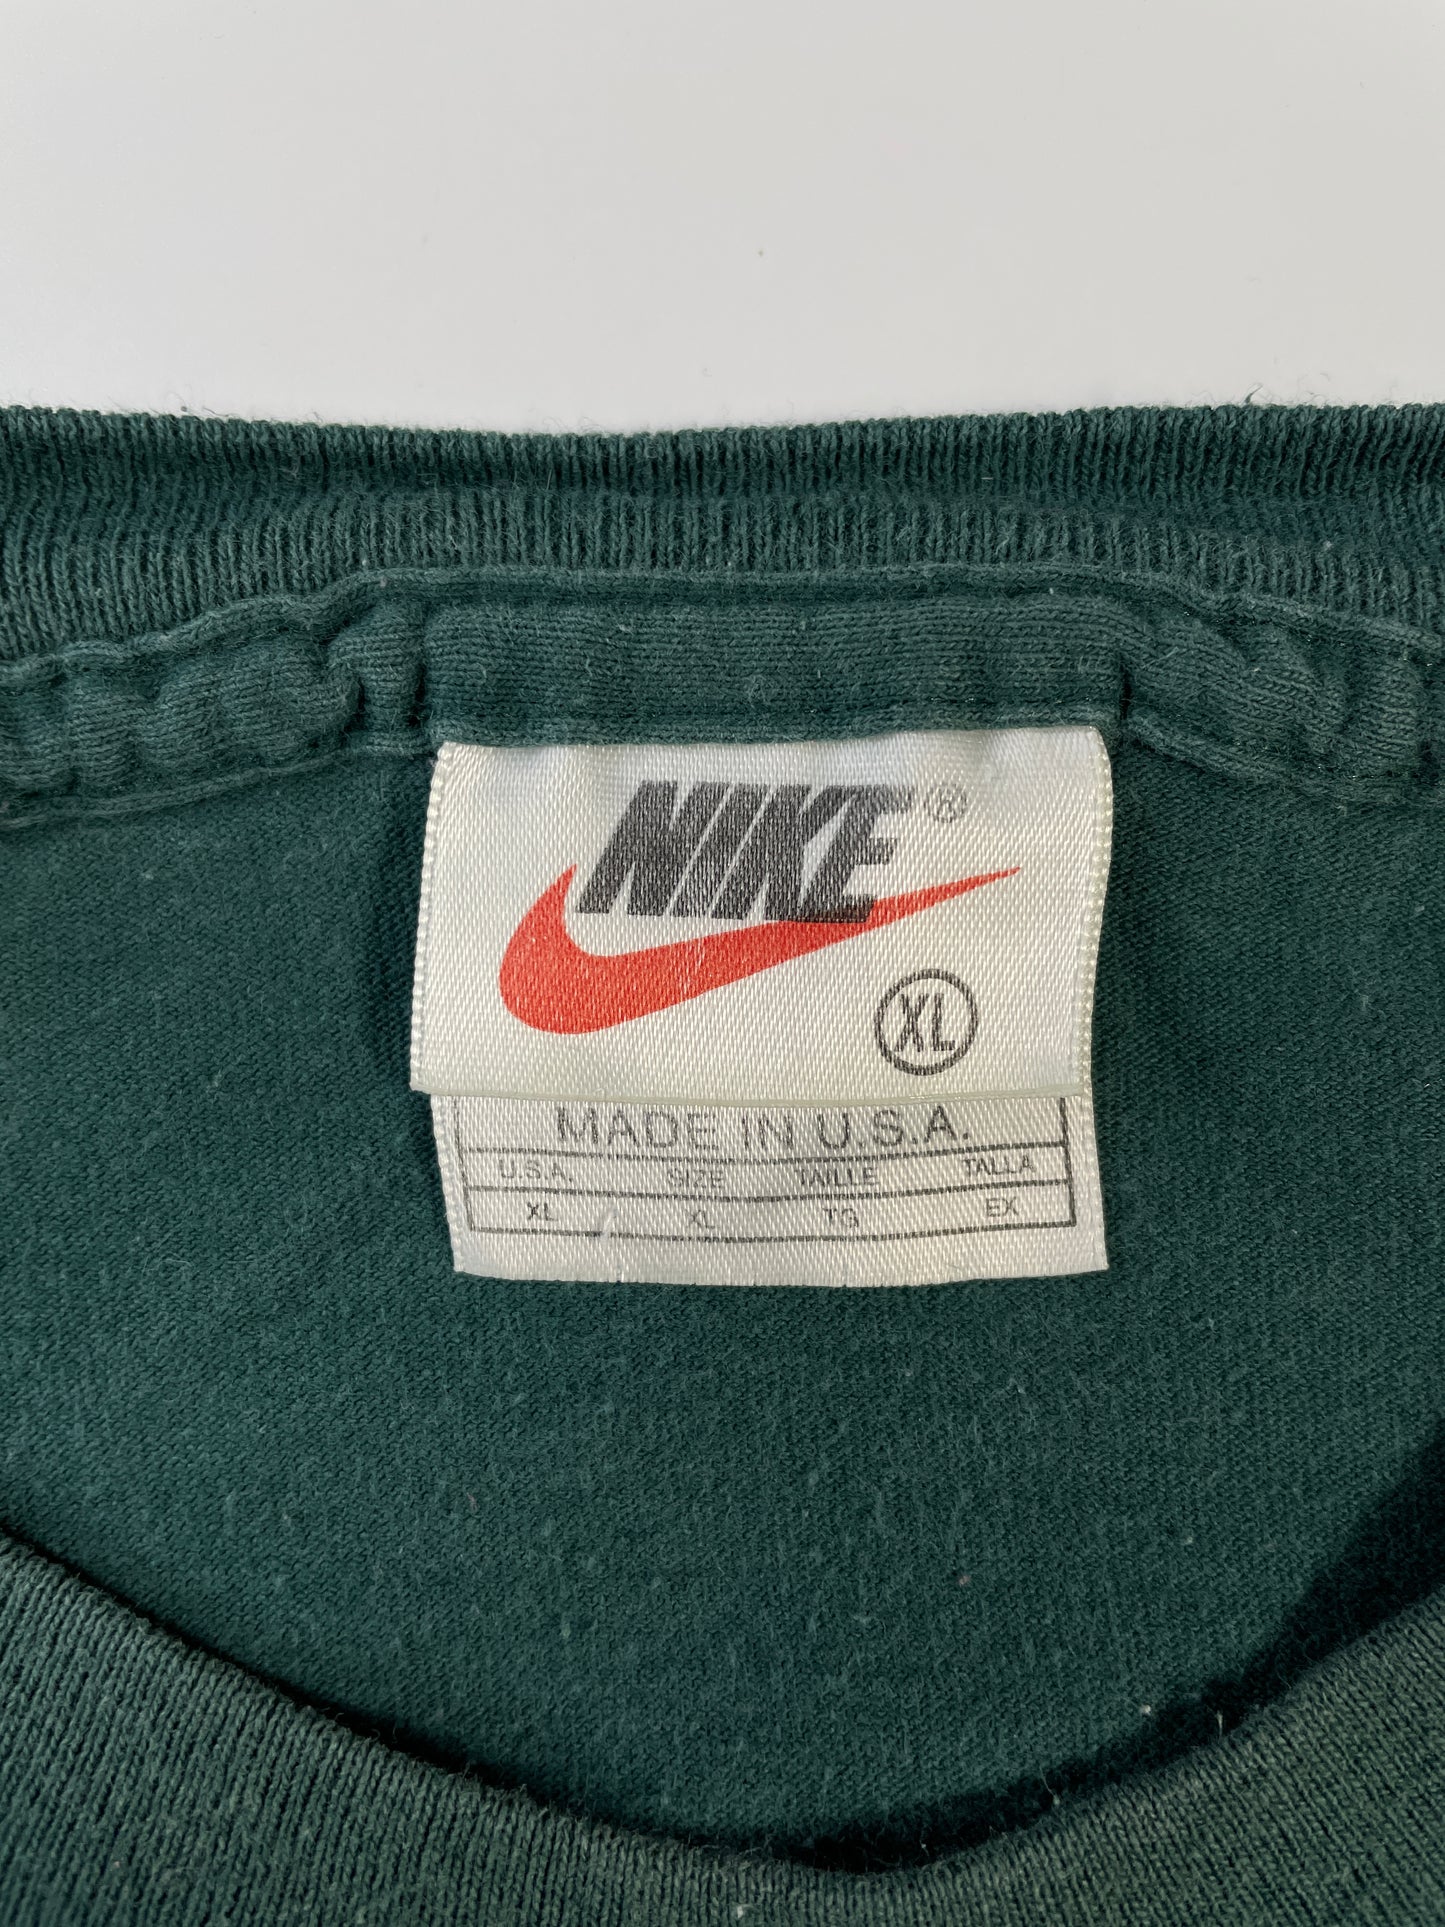 NIKE®
XL
MADE IN U.S.A.
U.S.A. SIZE TAILLE TALLA
XL XL TG EX